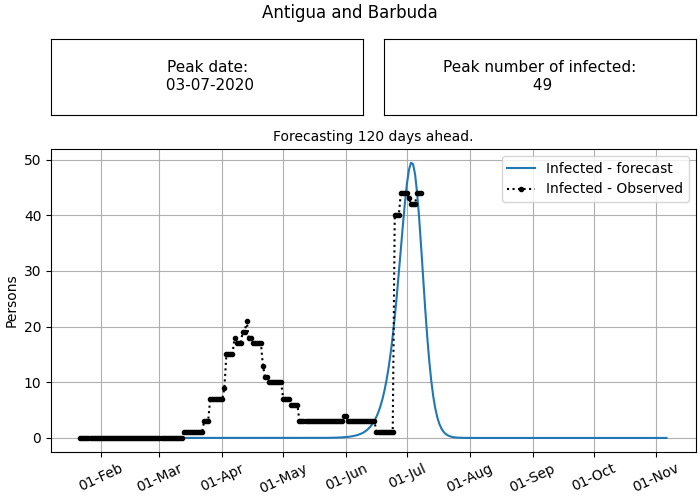 Antigua and Barbuda
Peak date:
03-07-2020
Peak number of infected:
49
Forecasting 120 days ahead.
Infected - forecast
Infected - Observed
Persons
50
40
30
20
10
0
01-Feb
01-Mar
01-Apr
01-May
01-Jun
01-Jul
01-Aug
01-Sep
01-Oct
01-Nov